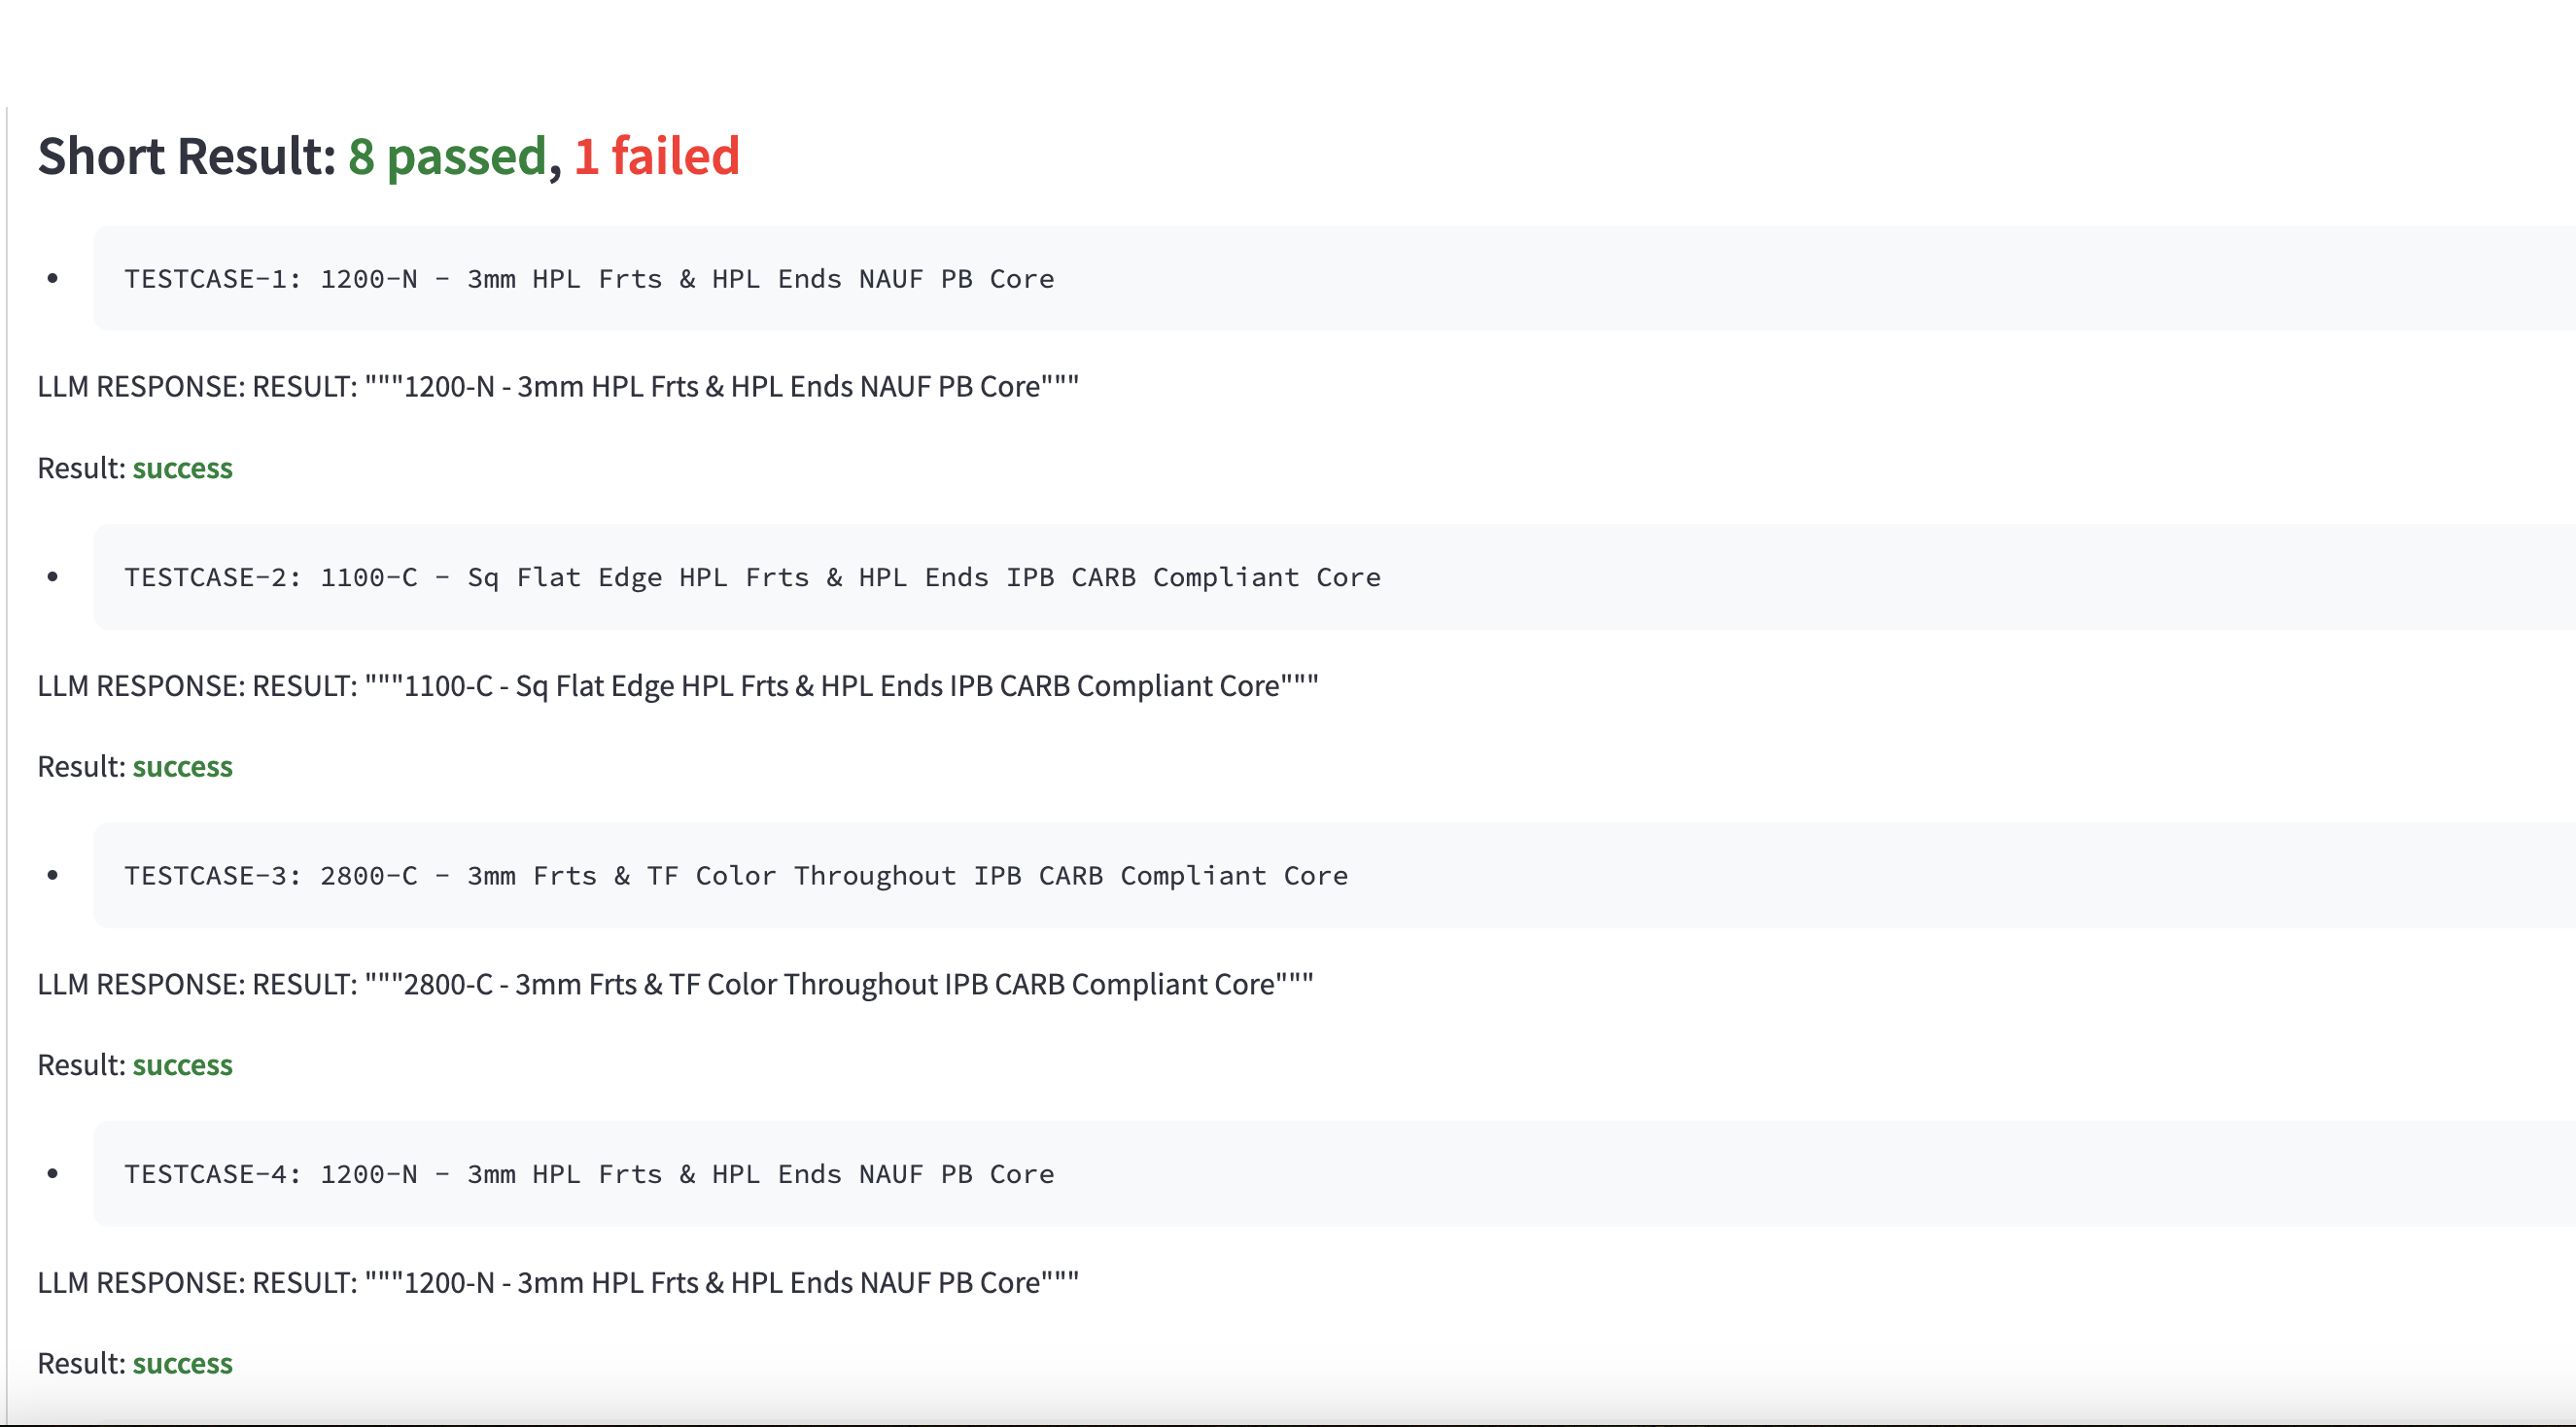 Short Result: 8 passed, 1 failed
TESTCASE-1: 1200-N - 3mm HPL Frts & HPL Ends NAUF PB Core
LLM RESPONSE: RESULT: """1200-N - 3mm HPL Frts & HPL Ends NAUF PB Core"""
Result: success
TESTCASE-2: 1100-C - Sq Flat Edge HPL Frts & HPL Ends IPB CARB Compliant Core
LLM RESPONSE: RESULT: """1100-C - Sq Flat Edge HPL Frts & HPL Ends IPB CARB Compliant Core"""
Result: success
TESTCASE-3: 2800-C - 3mm Frts & TF Color Throughout IPB CARB Compliant Core
LLM RESPONSE: RESULT: """2800-C - 3mm Frts & TF Color Throughout IPB CARB Compliant Core"""
Result: success
TESTCASE-4: 1200-N - 3mm HPL Frts & HPL Ends NAUF PB Core
LLM RESPONSE: RESULT: """1200-N - 3mm HPL Frts & HPL Ends NAUF PB Core"""
Result: success